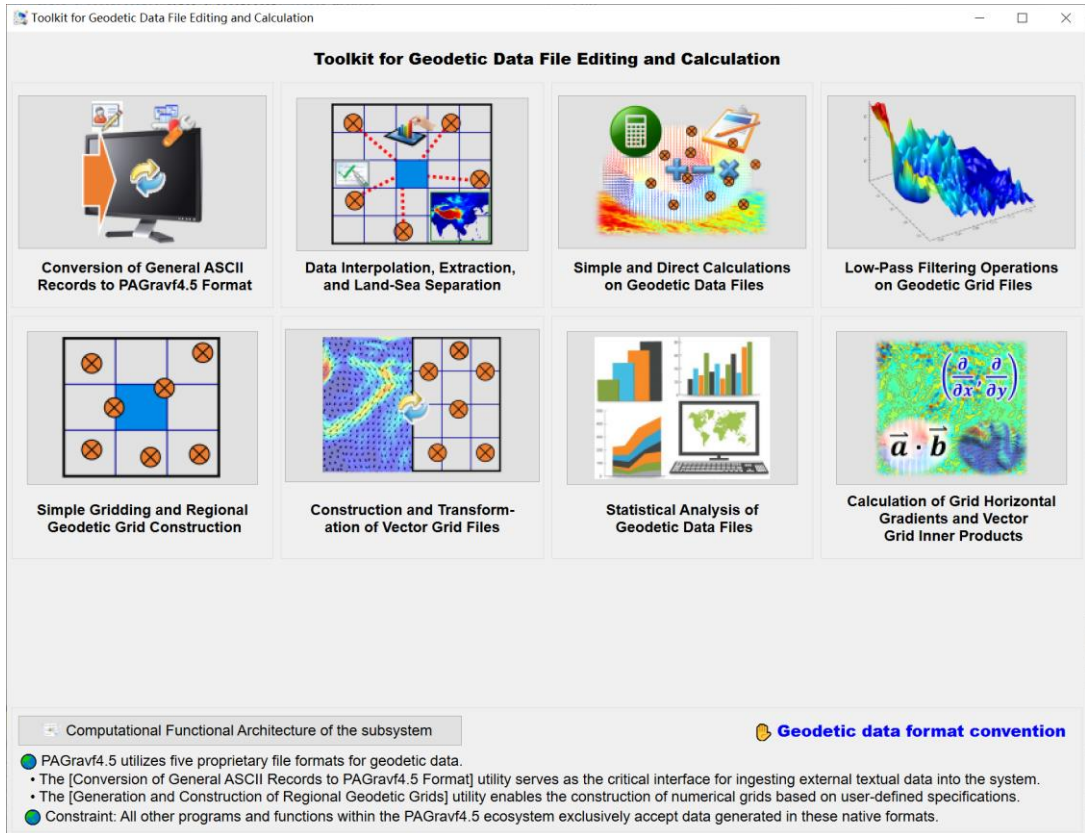 Toolkit for Geodetic Data File Editing and Calculation
Toolkit for Geodetic Data File Editing and Calculation
Conversion of General ASCII
Records to PAGravf4.5 Format
Data Interpolation, Extraction,
and Land-Sea Separation
Simple and Direct Calculations
on Geodetic Data Files
Low-Pass Filtering Operations
on Geodetic Grid Files
Simple Gridding and Regional
Geodetic Grid Construction
Construction and Transform-
ation of Vector Grid Files
Statistical Analysis of
Geodetic Data Files
(∂/∂x, ∂/∂y)
a⃗ · b⃗
Calculation of Grid Horizontal
Gradients and Vector
Grid Inner Products
Computational Functional Architecture of the subsystem
Geodetic data format convention
PAGravf4.5 utilizes five proprietary file formats for geodetic data.
• The [Conversion of General ASCII Records to PAGravf4.5 Format] utility serves as the critical interface for ingesting external textual data into the system.
• The [Generation and Construction of Regional Geodetic Grids] utility enables the construction of numerical grids based on user-defined specifications.
Constraint: All other programs and functions within the PAGravf4.5 ecosystem exclusively accept data generated in these native formats.